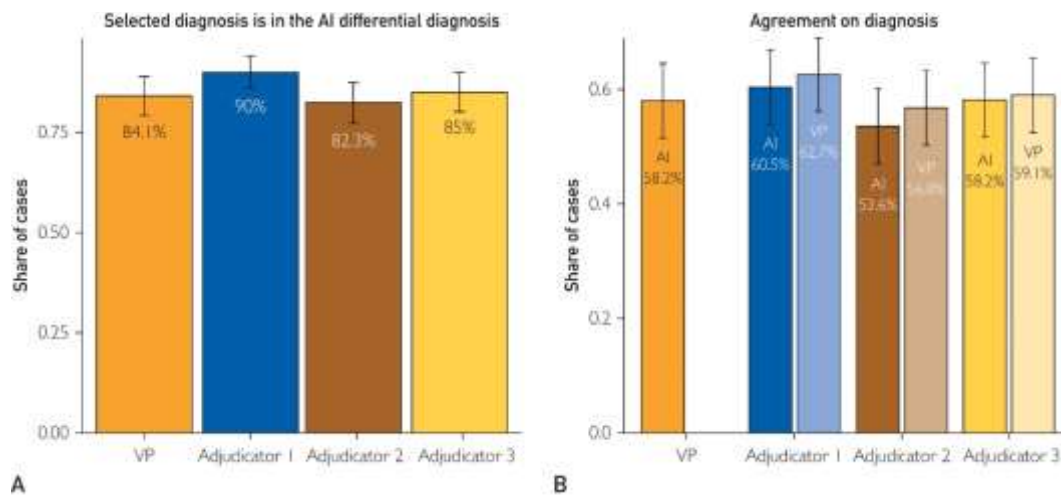 Selected diagnosis is in the AI differential diagnosis
Share of cases
0.75
0.50
0.25
0.00
84.1%
90%
82.3%
85%
VP Adjudicator 1 Adjudicator 2 Adjudicator 3
A
Agreement on diagnosis
Share of cases
0.6
0.4
0.2
0.0
AI
58.2%
AI
60.5%
VP
62.7%
AI
53.6%
VP
AI
58.2%
VP
59.1%
VP Adjudicator 1 Adjudicator 2 Adjudicator 3
B